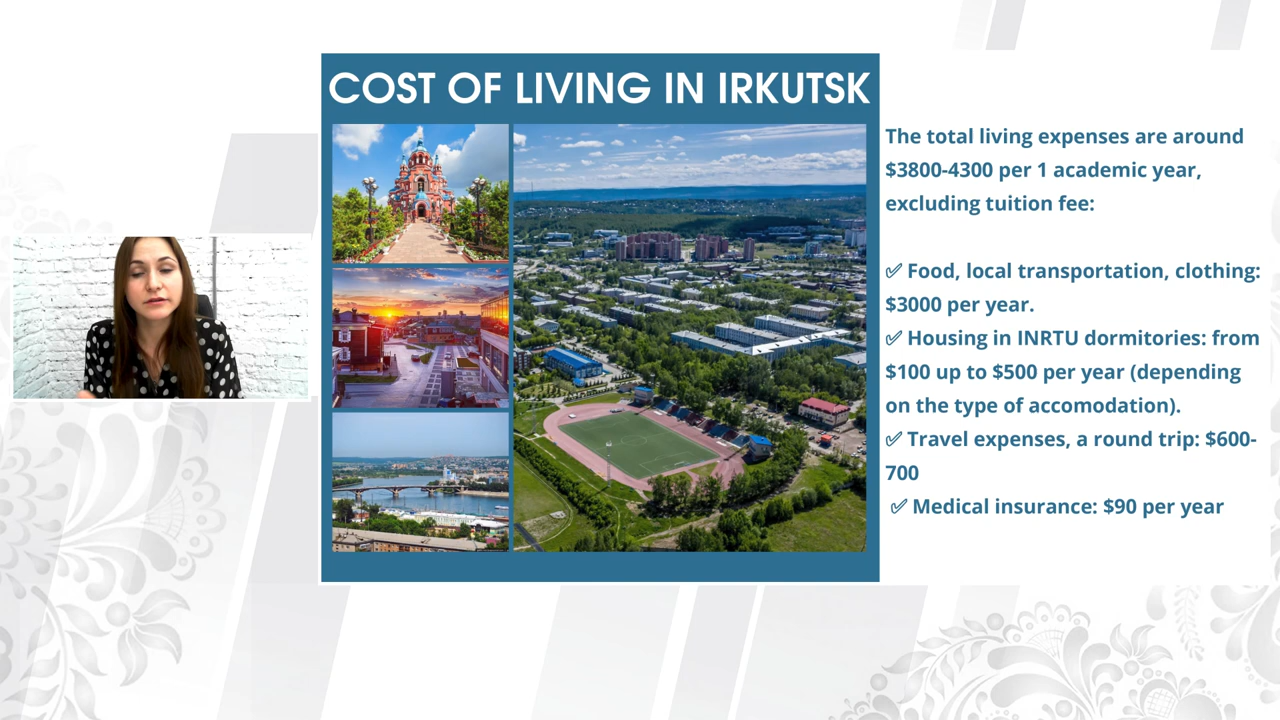 COST OF LIVING IN IRKUTSK
The total living expenses are around
$3800-4300 per 1 academic year,
excluding tuition fee:
✅ Food, local transportation, clothing:
$3000 per year.
✅ Housing in INRTU dormitories: from
$100 up to $500 per year (depending
on the type of accomodation).
✅ Travel expenses, a round trip: $600-
700
✅ Medical insurance: $90 per year